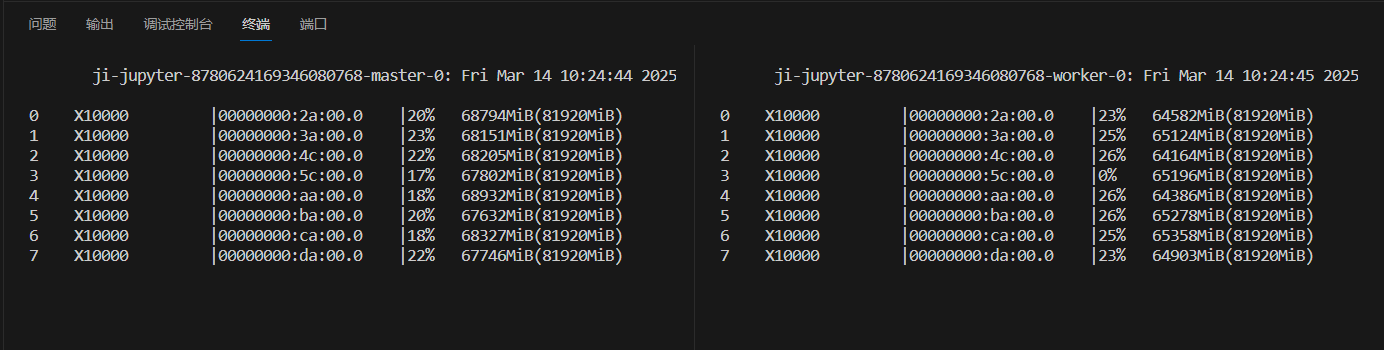 问题 输出 调试控制台 终端 端口
ji-jupyter-8780624169346080768-master-0: Fri Mar 14 10:24:44 2025
0 X10000 |00000000:2a:00.0 |20% 68794MiB(81920MiB)
1 X10000 |00000000:3a:00.0 |23% 68151MiB(81920MiB)
2 X10000 |00000000:4c:00.0 |22% 68205MiB(81920MiB)
3 X10000 |00000000:5c:00.0 |17% 67802MiB(81920MiB)
4 X10000 |00000000:aa:00.0 |18% 68932MiB(81920MiB)
5 X10000 |00000000:ba:00.0 |20% 67632MiB(81920MiB)
6 X10000 |00000000:ca:00.0 |18% 68327MiB(81920MiB)
7 X10000 |00000000:da:00.0 |22% 67746MiB(81920MiB)
ji-jupyter-8780624169346080768-worker-0: Fri Mar 14 10:24:45 2025
0 X10000 |00000000:2a:00.0 |23% 64582MiB(81920MiB)
1 X10000 |00000000:3a:00.0 |25% 65124MiB(81920MiB)
2 X10000 |00000000:4c:00.0 |26% 64164MiB(81920MiB)
3 X10000 |00000000:5c:00.0 |0% 65196MiB(81920MiB)
4 X10000 |00000000:aa:00.0 |26% 64386MiB(81920MiB)
5 X10000 |00000000:ba:00.0 |26% 65278MiB(81920MiB)
6 X10000 |00000000:ca:00.0 |25% 65358MiB(81920MiB)
7 X10000 |00000000:da:00.0 |23% 64903MiB(81920MiB)